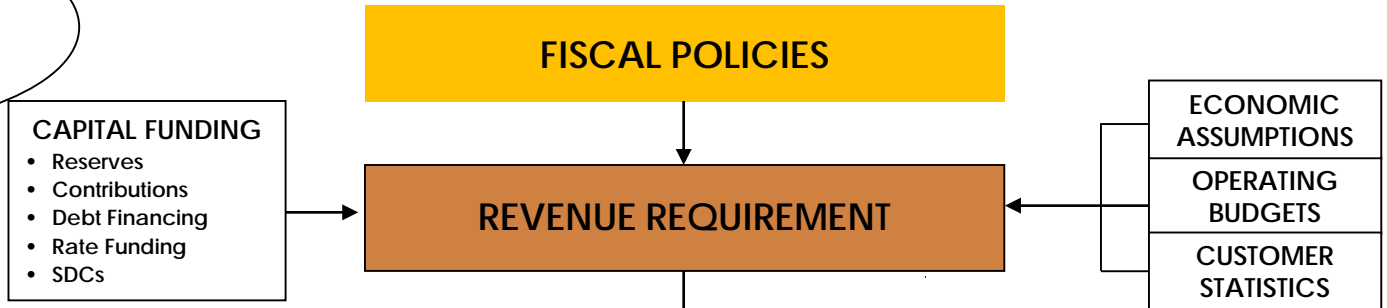 FISCAL POLICIES
CAPITAL FUNDING
• Reserves
• Contributions
• Debt Financing
• Rate Funding
• SDCs
REVENUE REQUIREMENT
ECONOMIC
ASSUMPTIONS
OPERATING
BUDGETS
CUSTOMER
STATISTICS